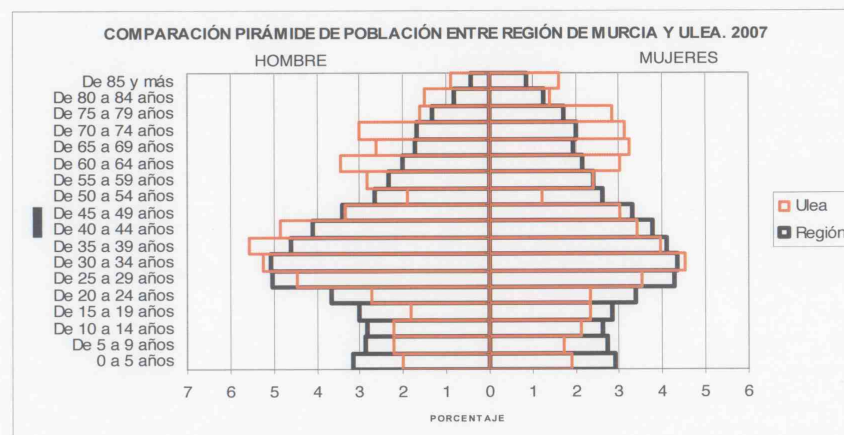 COMPARACIÓN PIRÁMIDE DE POBLACIÓN ENTRE REGIÓN DE MURCIA Y ULEA. 2007
HOMBRE
MUJERES
De 85 y más
De 80 a 84 años
De 75 a 79 años
De 70 a 74 años
De 65 a 69 años
De 60 a 64 años
De 55 a 59 años
De 50 a 54 años
De 45 a 49 años
De 40 a 44 años
De 35 a 39 años
De 30 a 34 años
De 25 a 29 años
De 20 a 24 años
De 15 a 19 años
De 10 a 14 años
De 5 a 9 años
0 a 5 años
Ulea
Región
7 6 5 4 3 2 1 0 1 2 3 4 5 6
PORCENTAJE